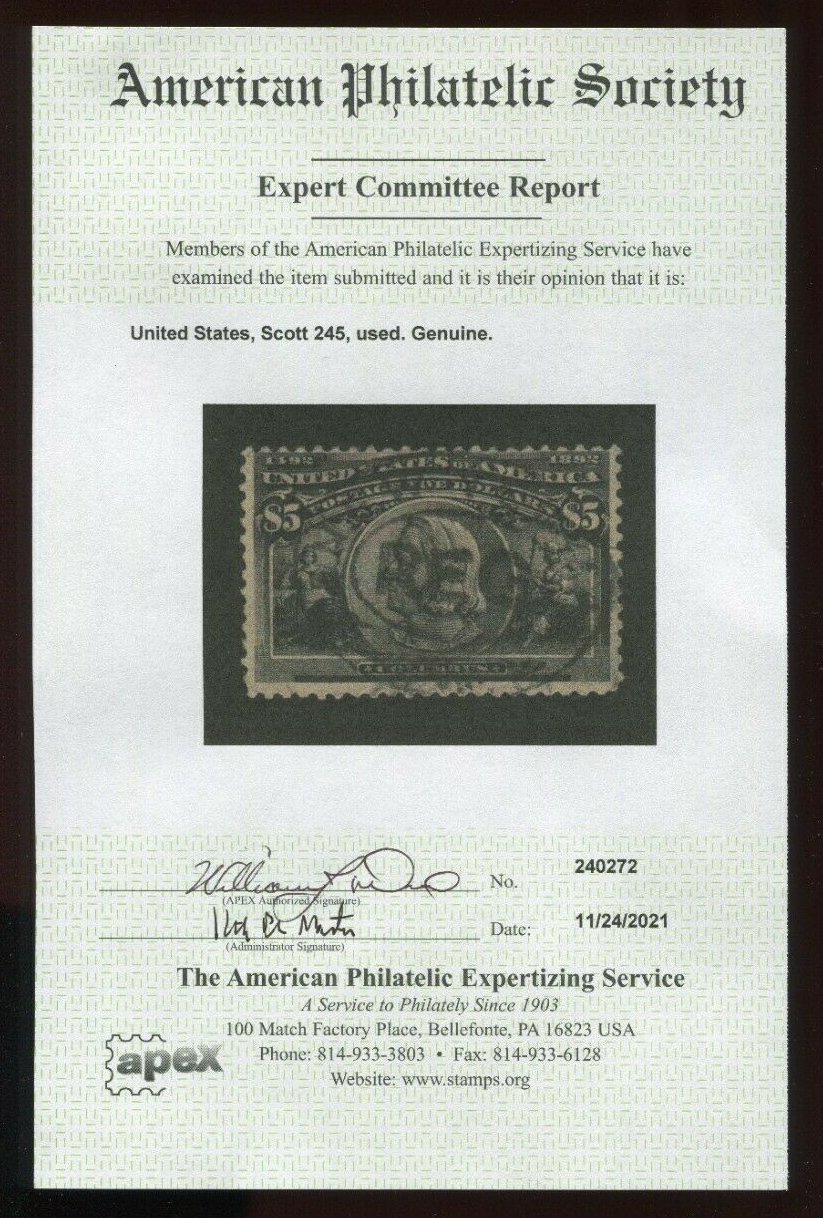 American Philatelic Society
Expert Committee Report
Members of the American Philatelic Expertizing Service have
examined the item submitted and it is their opinion that it is:
United States, Scott 245, used. Genuine.
1492 1892
UNITED STATES OF AMERICA
POSTAGE FIVE DOLLARS
$5 $5
COLUMBUS
No. 240272
(APEX Authorized Signature)
Date: 11/24/2021
(Administrator Signature)
The American Philatelic Expertizing Service
A Service to Philately Since 1903
100 Match Factory Place, Bellefonte, PA 16823 USA
Phone: 814-933-3803 • Fax: 814-933-6128
Website: www.stamps.org
apex